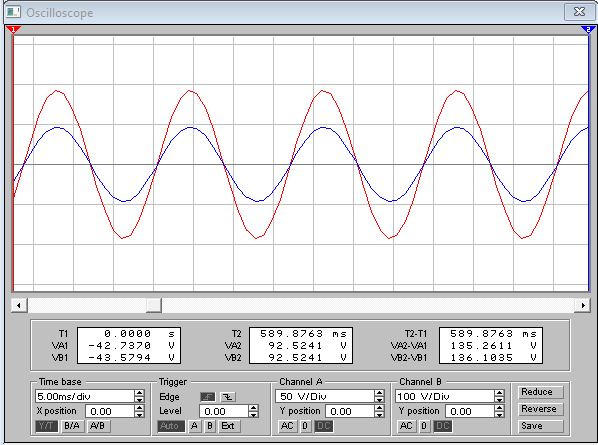 Oscilloscope
1 2
T1 0.0000 s T2 589.8763 ms T2-T1 589.8763 ms
VA1 -42.7370 V VA2 92.5241 V VA2-VA1 135.2611 V
VB1 -43.5794 V VB2 92.5241 V VB2-VB1 136.1035 V
Time base Trigger Channel A Channel B
5.00ms/div Edge 50 V/Div 100 V/Div Reduce
X position 0.00 Level 0.00 Y position 0.00 Y position 0.00 Reverse
Y/T B/A A/B Auto A B Ext AC 0 DC AC 0 DC Save